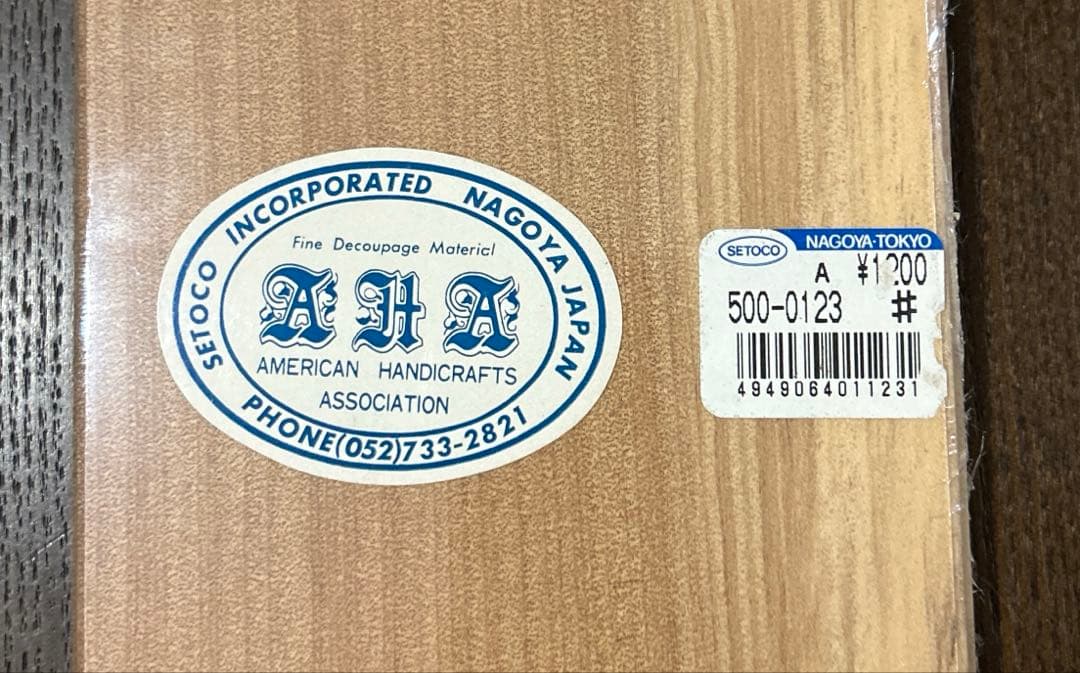 SETOCO INCORPORATED NAGOYA JAPAN
Fine Decoupage Material
AHA
AMERICAN HANDICRAFTS
ASSOCIATION
PHONE(052)733-2821
SETOCO NAGOYA·TOKYO
A ¥1200
500-0123 #
4949064011231